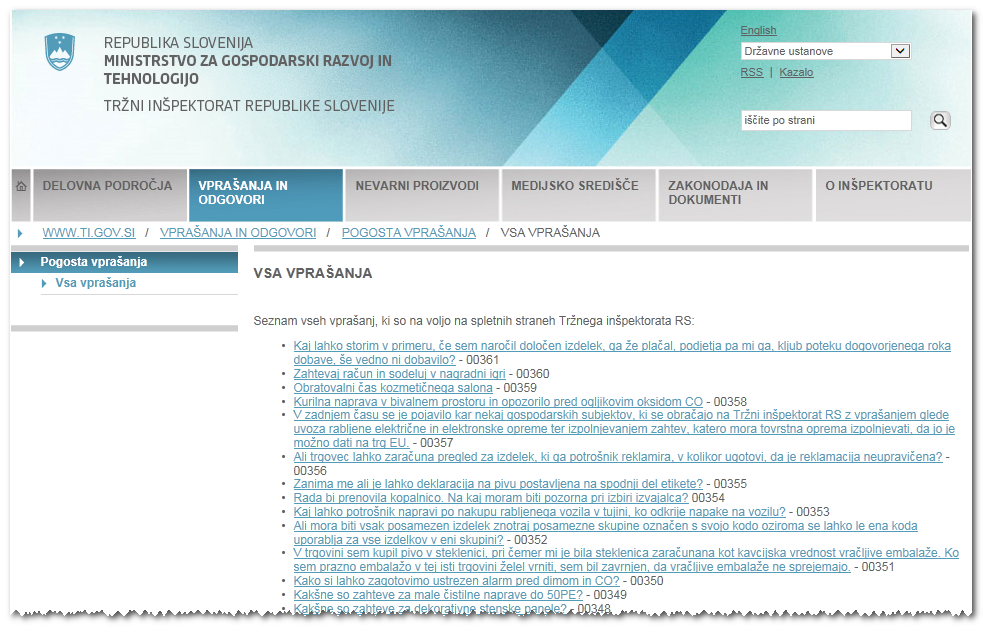 REPUBLIKA SLOVENIJA
MINISTRSTVO ZA GOSPODARSKI RAZVOJ IN
TEHNOLOGIJO
TRŽNI INŠPEKTORAT REPUBLIKE SLOVENIJE
English
Državne ustanove
RSS | Kazalo
iščite po strani
DELOVNA PODROČJA
VPRAŠANJA IN
ODGOVORI
NEVARNI PROIZVODI
MEDIJSKO SREDIŠČE
ZAKONODAJA IN
DOKUMENTI
O INŠPEKTORATU
WWW.TI.GOV.SI / VPRAŠANJA IN ODGOVORI / POGOSTA VPRAŠANJA / VSA VPRAŠANJA
Pogosta vprašanja
Vsa vprašanja
VSA VPRAŠANJA
Seznam vseh vprašanj, ki so na voljo na spletnih straneh Tržnega inšpektorata RS:
• Kaj lahko storim v primeru, če sem naročil določen izdelek, ga že plačal, podjetja pa mi ga, kljub poteku dogovorjenega roka
dobave, še vedno ni dobavilo? - 00361
• Zahtevaj račun in sodeluj v nagradni igri - 00360
• Obratovalni čas kozmetičnega salona - 00359
• Kurilna naprava v bivalnem prostoru in opozorilo pred ogljikovim oksidom CO - 00358
• V zadnjem času se je pojavilo kar nekaj gospodarskih subjektov, ki se obračajo na Tržni inšpektorat RS z vprašanjem glede
uvoza rabljene električne in elektronske opreme ter izpolnjevanjem zahtev, katero mora tovrstna oprema izpolnjevati, da jo je
možno dati na trg EU. - 00357
• Ali trgovec lahko zaračuna pregled za izdelek, ki ga potrošnik reklamira, v kolikor ugotovi, da je reklamacija neupravičena? -
00356
• Zanima me ali je lahko deklaracija na pivu postavljena na spodnji del etikete? - 00355
• Rada bi prenovila kopalnico. Na kaj moram biti pozorna pri izbiri izvajalca? 00354
• Kaj lahko potrošnik napravi po nakupu rabljenega vozila v tujini, ko odkrije napake na vozilu? - 00353
• Ali mora biti vsak posamezen izdelek znotraj posamezne skupine označen s svojo kodo oziroma se lahko le ena koda
uporablja za vse izdelkov v eni skupini? - 00352
• V trgovini sem kupil pivo v steklenici, pri čemer mi je bila steklenica zaračunana kot kavcijska vrednost vračljive embalaže. Ko
sem prazno embalažo v tej isti trgovini želel vrniti, sem bil zavrnjen, da vračljive embalaže ne sprejemajo. - 00351
• Kako si lahko zagotovimo ustrezen alarm pred dimom in CO? - 00350
• Kakšne so zahteve za male čistilne naprave do 50PE? - 00349
• Kakšne so zahteve za dekorativne stenske panele? - 00348